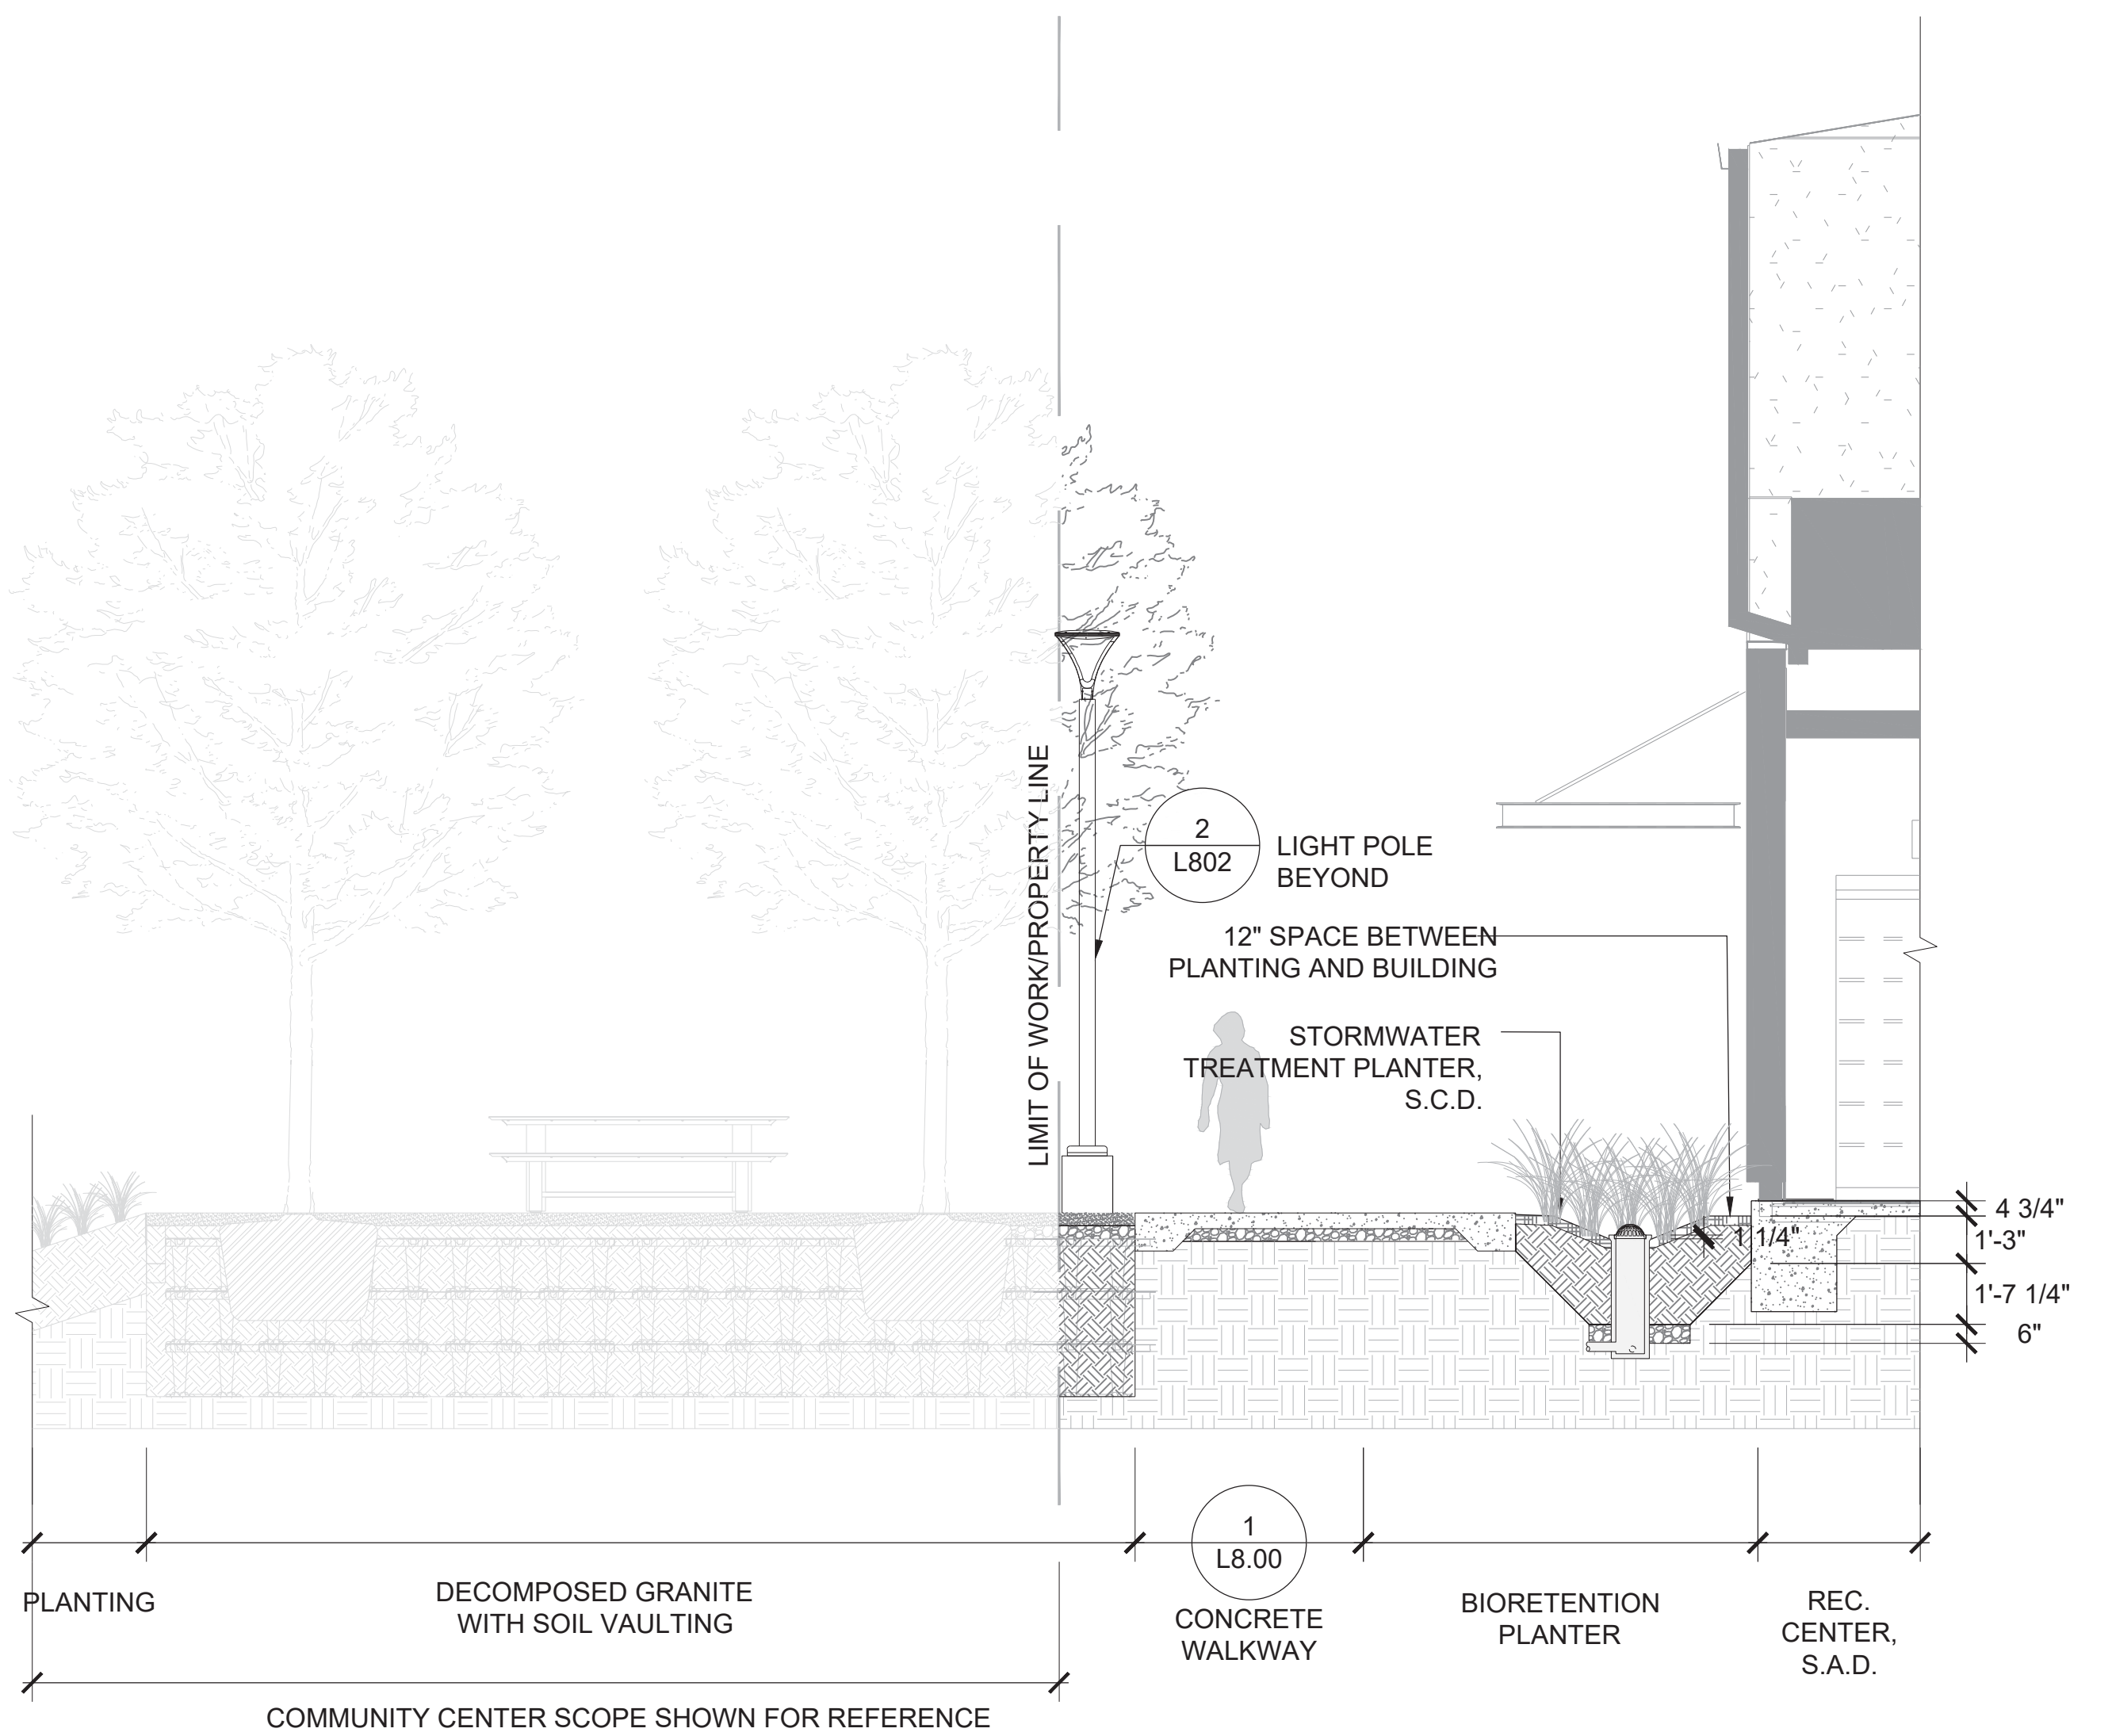 LIMIT OF WORK/PROPERTY LINE
2
L802
LIGHT POLE
BEYOND
12" SPACE BETWEEN
PLANTING AND BUILDING
STORMWATER
TREATMENT PLANTER,
S.C.D.
4 3/4"
1 1/4"
1'-3"
1'-7 1/4"
6"
1
L8.00
PLANTING
DECOMPOSED GRANITE
WITH SOIL VAULTING
CONCRETE
WALKWAY
BIORETENTION
PLANTER
REC.
CENTER,
S.A.D.
COMMUNITY CENTER SCOPE SHOWN FOR REFERENCE